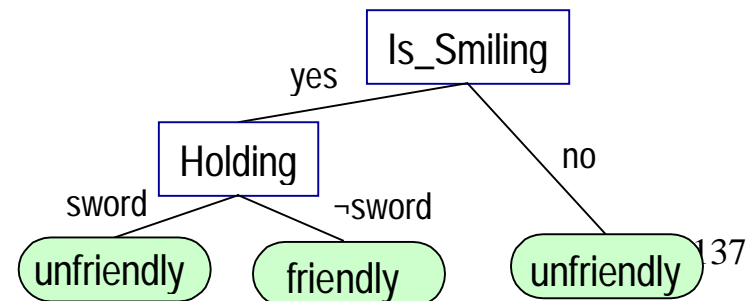 Is_Smiling
yes
Holding
no
sword
¬sword
unfriendly
friendly
unfriendly
137